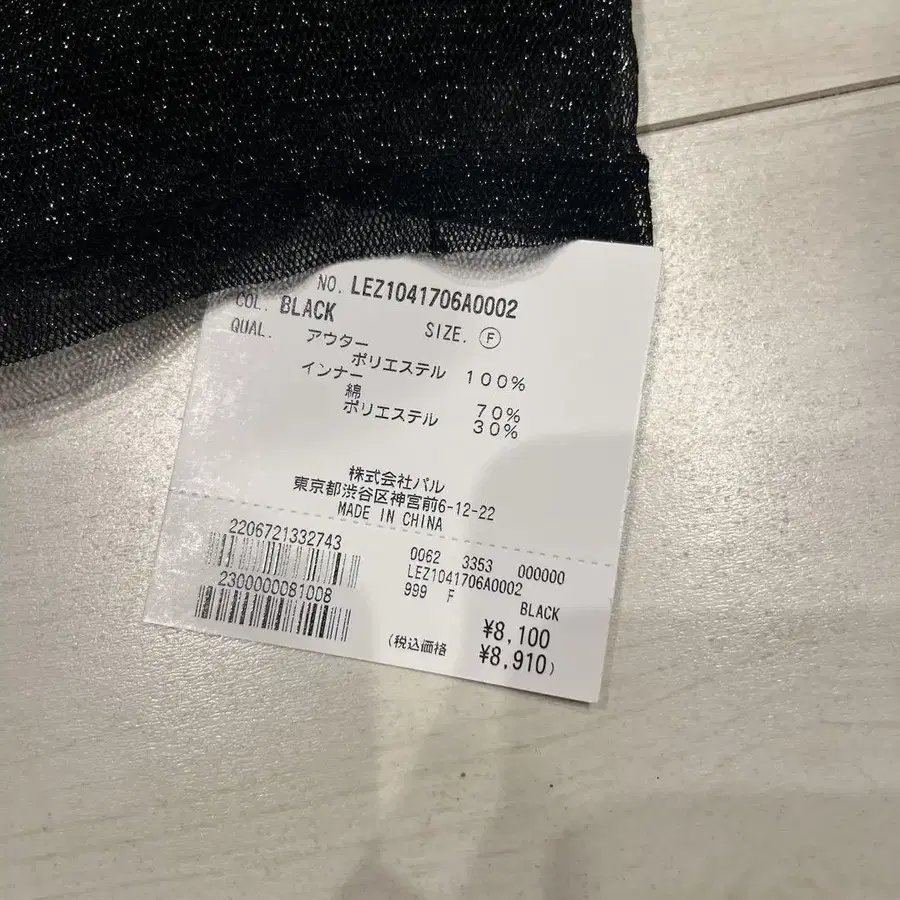 NO. LEZ1041706A0002
COL. BLACK
SIZE. Ⓕ
QUAL.
アウター
ポリエステル 100%
インナー
綿 70%
ポリエステル 30%
株式会社パル
東京都渋谷区神宮前6-12-22
MADE IN CHINA
2206721332743
2300000081008
0062 3353 000000
LEZ1041706A0002
999 F
BLACK
¥8,100
(税込価格 ¥8,910)